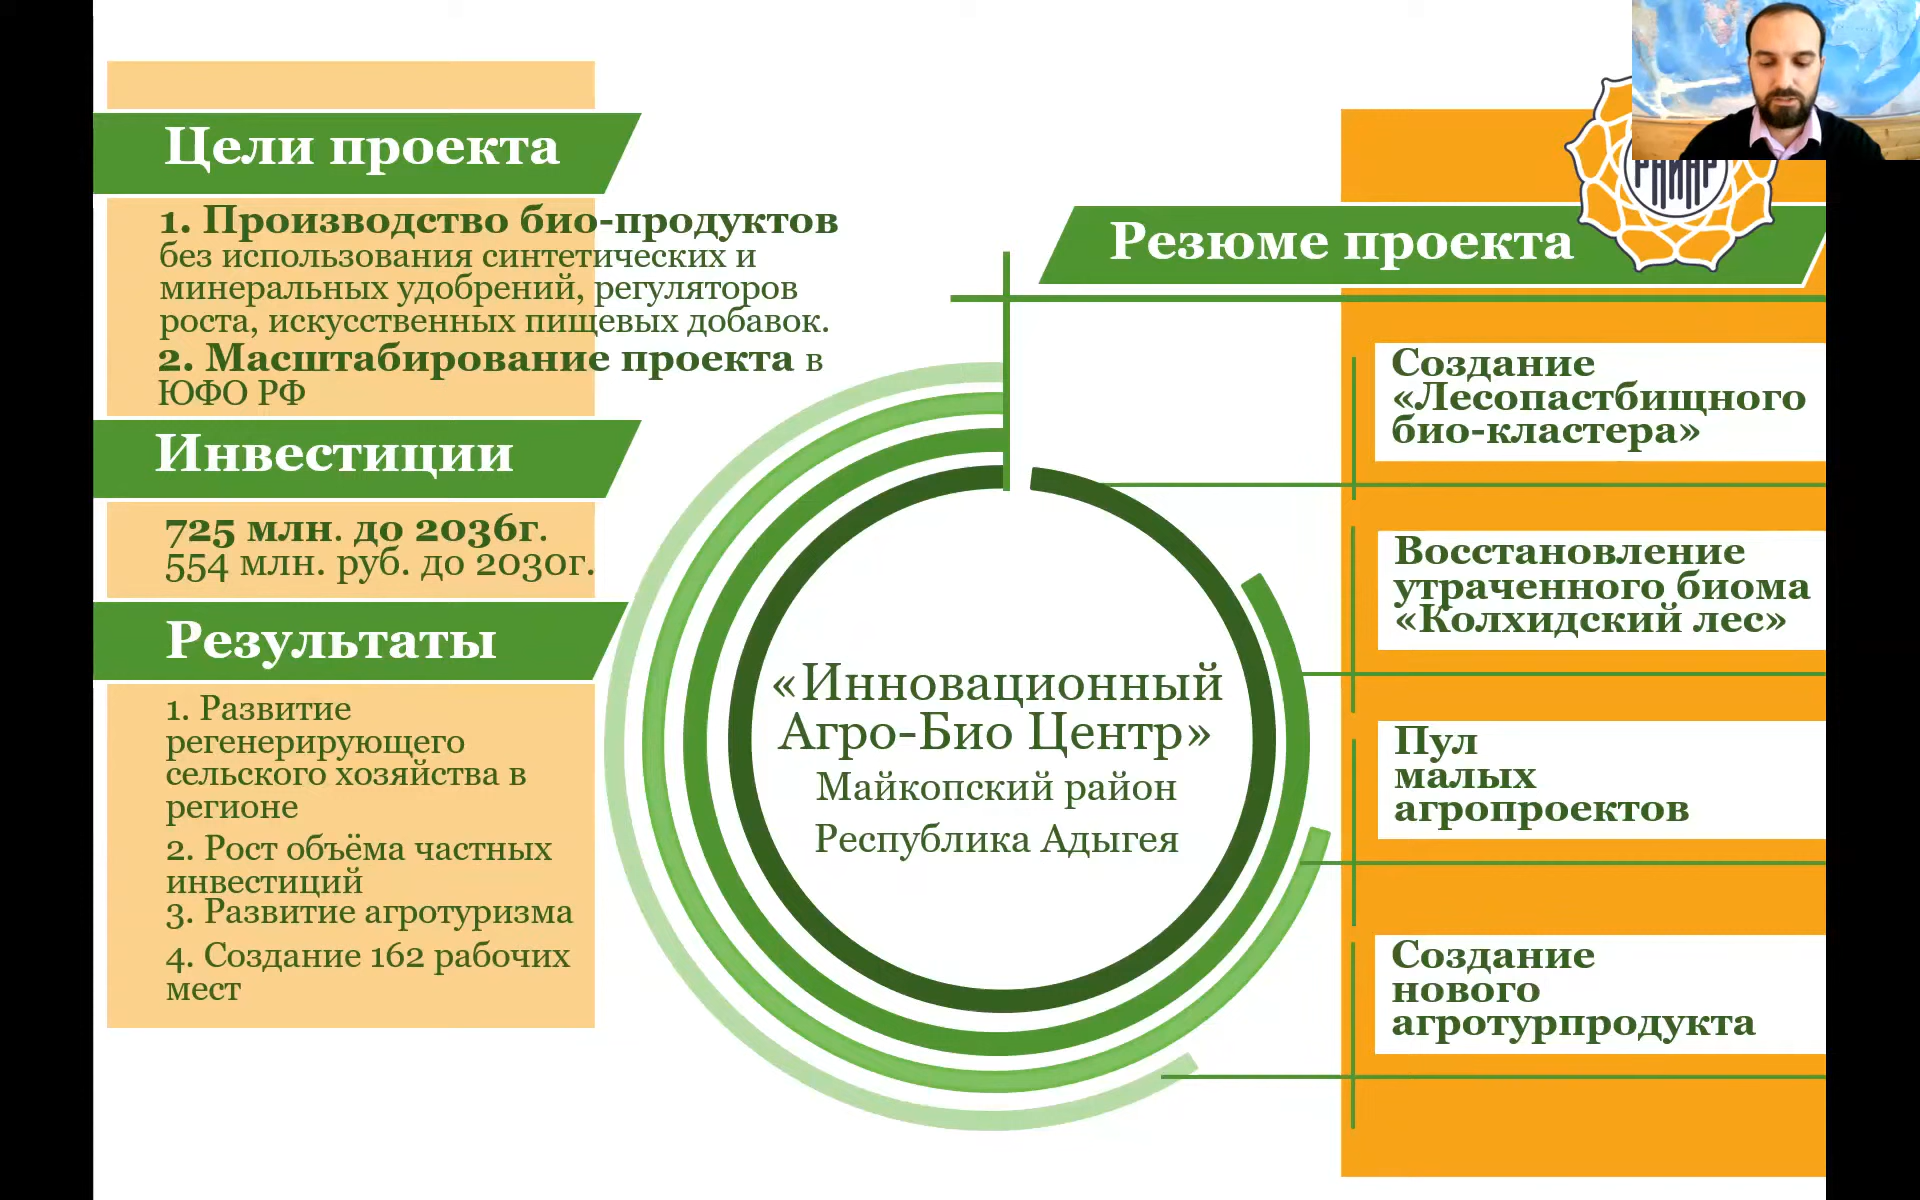 Цели проекта
1. Производство био-продуктов
без использования синтетических и
минеральных удобрений, регуляторов
роста, искусственных пищевых добавок.
2. Масштабирование проекта в
ЮФО РФ
Инвестиции
725 млн. до 2036г.
554 млн. руб. до 2030г.
Результаты
1. Развитие
регенерирующего
сельского хозяйства в
регионе
2. Рост объёма частных
инвестиций
3. Развитие агротуризма
4. Создание 162 рабочих
мест
«Инновационный
Агро-Био Центр»
Майкопский район
Республика Адыгея
Резюме проекта
Создание
«Лесопастбищного
био-кластера»
Восстановление
утраченного биома
«Колхидский лес»
Пул
малых
агропроектов
Создание
нового
агротурпродукта